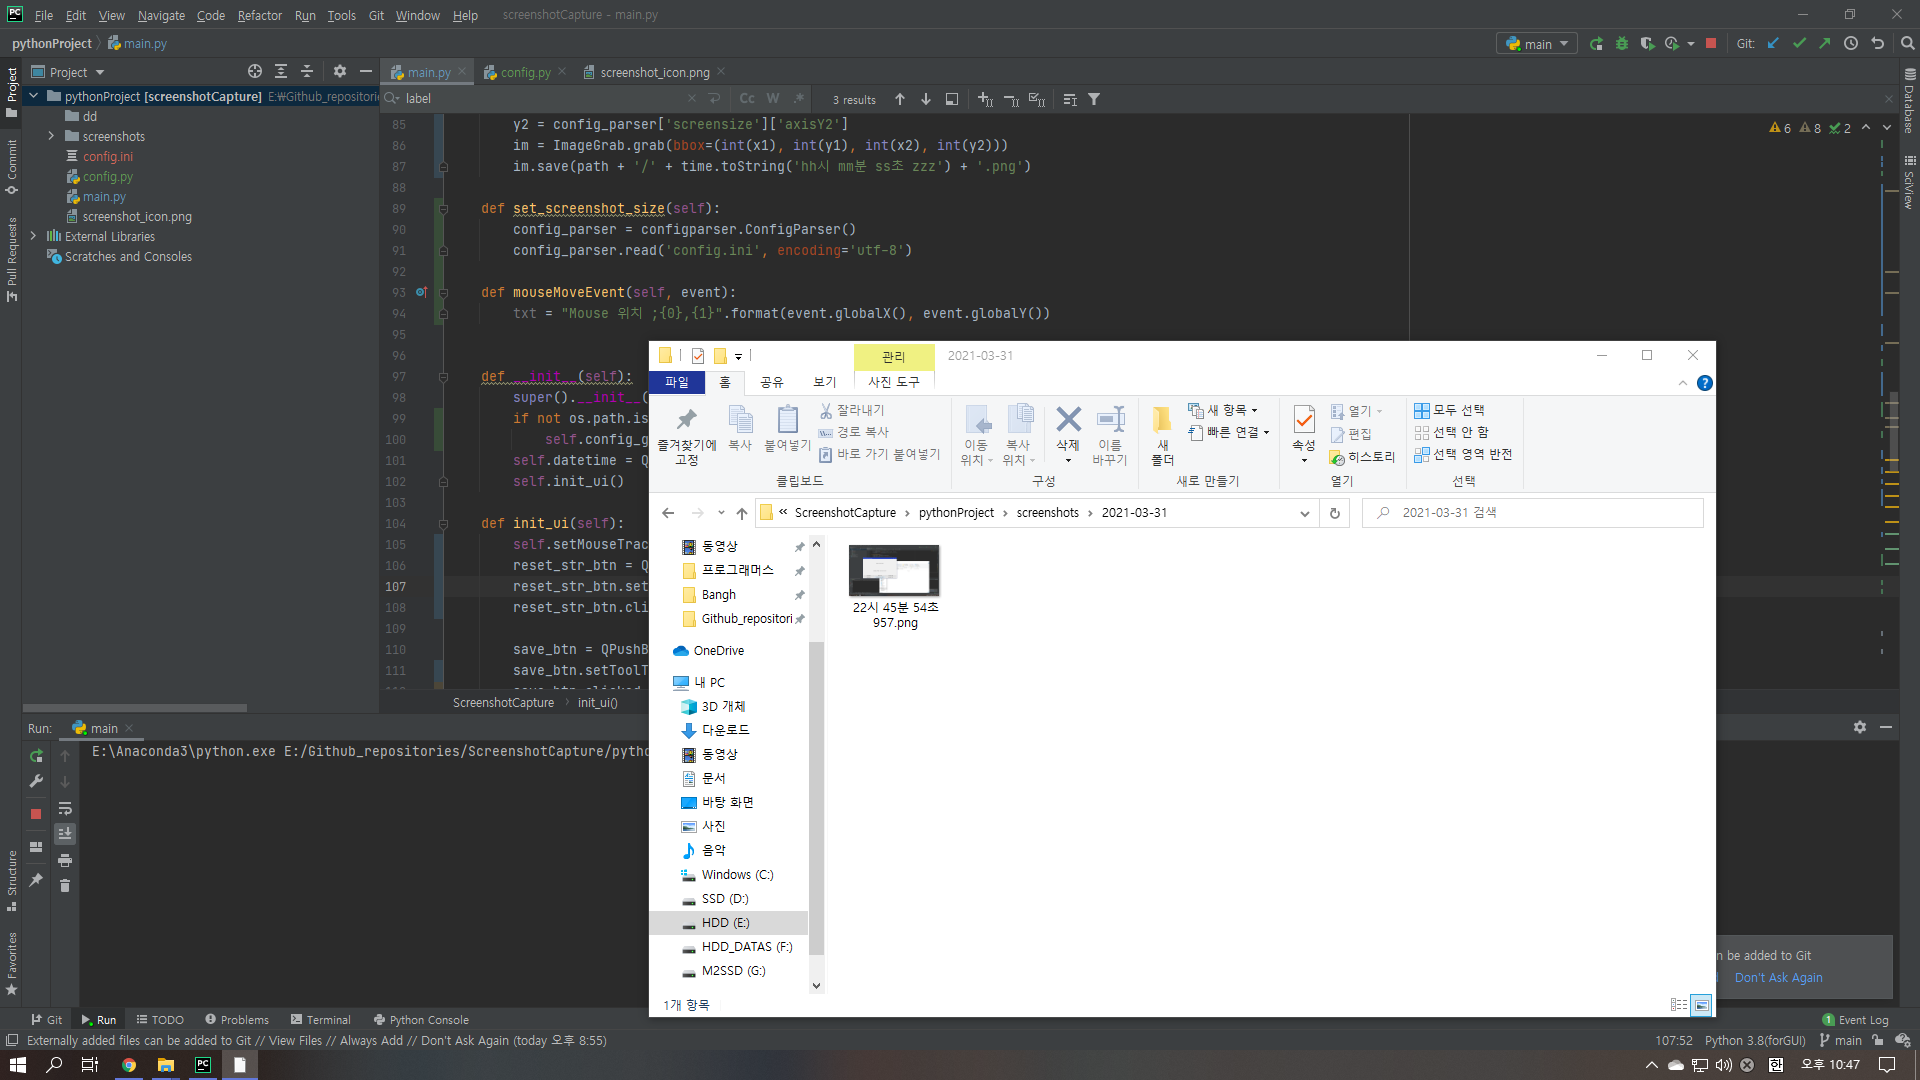 File Edit View Navigate Code Refactor Run Tools Git Window Help screenshotCapture - main.py
pythonProject main.py
main
Git:
Project
main.py
config.py
screenshot_icon.png
pythonProject [screenshotCapture] E:₩Github_repositorie
dd
screenshots
config.ini
config.py
main.py
screenshot_icon.png
External Libraries
Scratches and Consoles
label
Cc W .*
3 results
6 8 2
85 y2 = config_parser['screensize']['axisY2']
86 im = ImageGrab.grab(bbox=(int(x1), int(y1), int(x2), int(y2)))
87 im.save(path + '/' + time.toString('hh시 mm분 ss초 zzz') + '.png')
88
89 def set_screenshot_size(self):
90 config_parser = configparser.ConfigParser()
91 config_parser.read('config.ini', encoding='utf-8')
92
93 def mouseMoveEvent(self, event):
94 txt = "Mouse 위치 ;{0},{1}".format(event.globalX(), event.globalY())
95
96
97 def __init__(self):
98 super().__init__(
99 if not os.path.is
100 self.config_g
101 self.datetime = Q
102 self.init_ui()
103
104 def init_ui(self):
105 self.setMouseTrac
106 reset_str_btn = Q
107 reset_str_btn.set
108 reset_str_btn.cli
109
110 save_btn = QPushB
111 save_btn.setToolT
ScreenshotCapture init_ui()
Project
Commit
Pull Requests
Structure
Favorites
Database
SciView
Run: main
E:\Anaconda3\python.exe E:/Github_repositories/ScreenshotCapture/pytho
관리
2021-03-31
파일 홈 공유 보기 사진 도구
즐겨찾기에
고정
복사
붙여넣기
잘라내기
경로 복사
바로 가기 붙여넣기
클립보드
이동
위치
복사
위치
삭제
이름
바꾸기
구성
새
폴더
새 항목
빠른 연결
새로 만들기
속성
열기
편집
히스토리
열기
모두 선택
선택 안 함
선택 영역 반전
선택
« ScreenshotCapture › pythonProject › screenshots › 2021-03-31
2021-03-31 검색
동영상
프로그래머스
Bangh
Github_repositori
OneDrive
내 PC
3D 개체
다운로드
동영상
문서
바탕 화면
사진
음악
Windows (C:)
SSD (D:)
HDD (E:)
HDD_DATAS (F:)
M2SSD (G:)
22시 45분 54초
957.png
1개 항목
n be added to Git
Don't Ask Again
Git Run TODO Problems Terminal Python Console
1 Event Log
Externally added files can be added to Git // View Files // Always Add // Don't Ask Again (today 오후 8:55)
107:52 Python 3.8(forGUI) main
한 오후 10:47